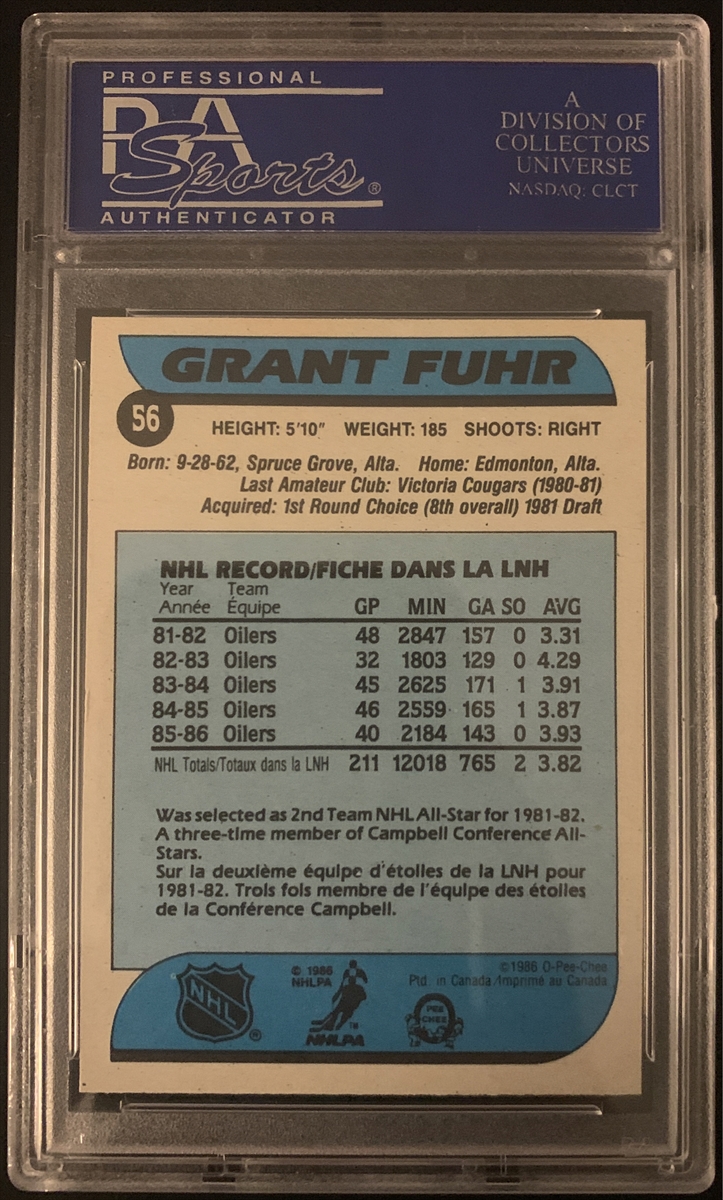 PROFESSIONAL
PSA
Sports®
AUTHENTICATOR
A
DIVISION OF
COLLECTORS
UNIVERSE
NASDAQ: CLCT
GRANT FUHR
56
HEIGHT: 5'10" WEIGHT: 185 SHOOTS: RIGHT
Born: 9-28-62, Spruce Grove, Alta. Home: Edmonton, Alta.
Last Amateur Club: Victoria Cougars (1980-81)
Acquired: 1st Round Choice (8th overall) 1981 Draft
NHL RECORD/FICHE DANS LA LNH
Year Team
Année Équipe GP MIN GA SO AVG
81-82 Oilers 48 2847 157 0 3.31
82-83 Oilers 32 1803 129 0 4.29
83-84 Oilers 45 2625 171 1 3.91
84-85 Oilers 46 2559 165 1 3.87
85-86 Oilers 40 2184 143 0 3.93
NHL Totals/Totaux dans la LNH 211 12018 765 2 3.82
Was selected as 2nd Team NHL All-Star for 1981-82.
A three-time member of Campbell Conference All-
Stars.
Sur la deuxième équipe d'étoiles de la LNH pour
1981-82. Trois fois membre de l'équipe des étoiles
de la Conférence Campbell.
NHL ®
© 1986
NHLPA
TM
NHLPA
O PEE CHEE
©1986 O-Pee-Chee
Ptd. in Canada/Imprimé au Canada